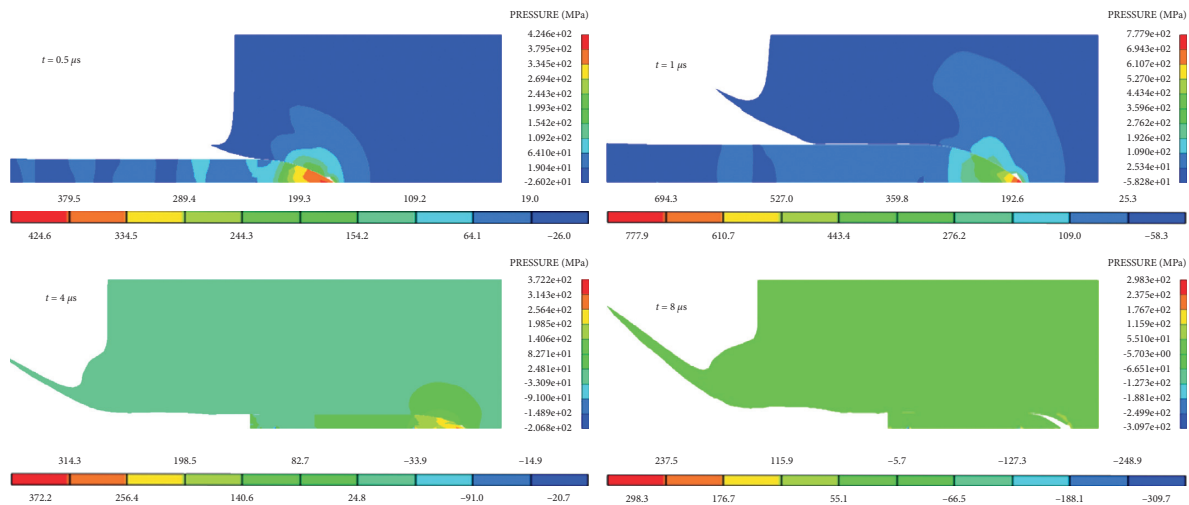 PRESSURE (MPa)
4.246e+02
3.795e+02
3.345e+02
2.694e+02
2.443e+02
1.993e+02
1.542e+02
1.092e+02
6.410e+01
1.904e+01
-2.602e+01
t = 0.5 μs
379.5 289.4 199.3 109.2 19.0
424.6 334.5 244.3 154.2 64.1 −26.0
PRESSURE (MPa)
7.779e+02
6.943e+02
6.107e+02
5.270e+02
4.434e+02
3.596e+02
2.762e+02
1.926e+02
1.090e+02
2.534e+01
-5.828e+01
t = 1 μs
694.3 527.0 359.8 192.6 25.3
777.9 610.7 443.4 276.2 109.0 −58.3
PRESSURE (MPa)
3.722e+02
3.143e+02
2.564e+02
1.985e+02
1.406e+02
8.271e+01
2.481e+01
-3.309e+01
-9.100e+01
-1.489e+02
-2.068e+02
t = 4 μs
314.3 198.5 82.7 −33.9 −14.9
372.2 256.4 140.6 24.8 −91.0 −20.7
PRESSURE (MPa)
2.983e+02
2.375e+02
1.767e+02
1.159e+02
5.510e+01
-5.703e+00
-6.651e+01
-1.273e+02
-1.881e+02
-2.499e+02
-3.097e+02
t = 8 μs
237.5 115.9 −5.7 −127.3 −248.9
298.3 176.7 55.1 −66.5 −188.1 −309.7